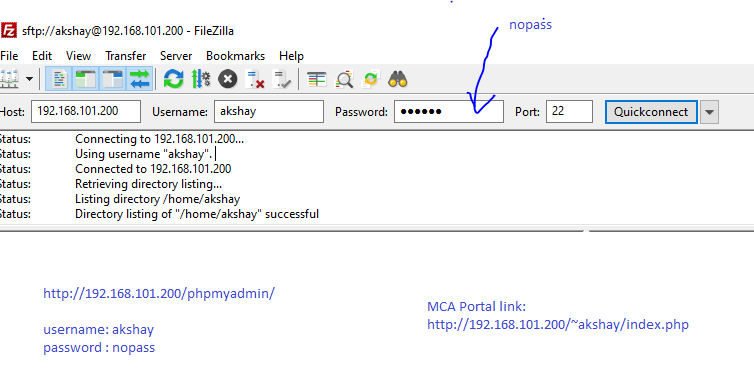 sftp://akshay@192.168.101.200 - FileZilla
nopass
File Edit View Transfer Server Bookmarks Help
Host: 192.168.101.200 Username: akshay Password: ●●●●●● Port: 22 Quickconnect
Status: Connecting to 192.168.101.200...
Status: Using username "akshay".
Status: Connected to 192.168.101.200
Status: Retrieving directory listing...
Status: Listing directory /home/akshay
Status: Directory listing of "/home/akshay" successful
http://192.168.101.200/phpmyadmin/
username: akshay
password : nopass
MCA Portal link:
http://192.168.101.200/~akshay/index.php